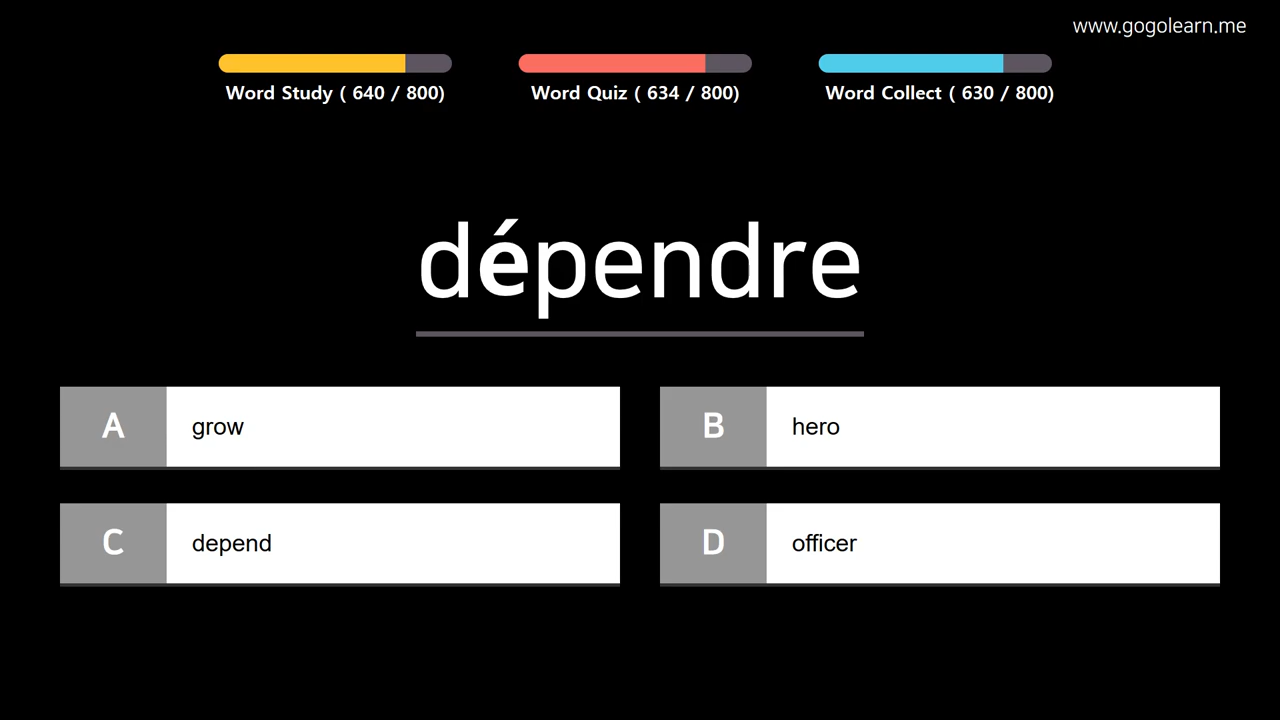 www.gogolearn.me
Word Study ( 640 / 800)
Word Quiz ( 634 / 800)
Word Collect ( 630 / 800)
dépendre
A
grow
B
hero
C
depend
D
officer